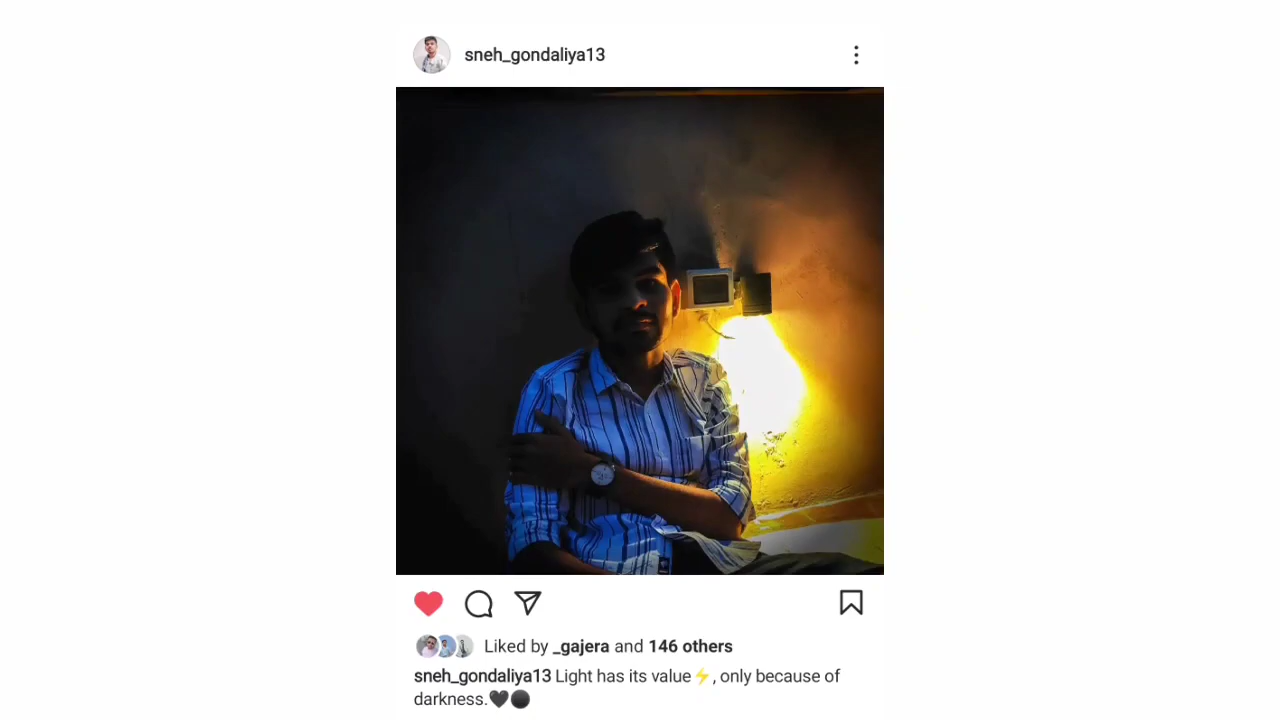 sneh_gondaliya13
Liked by _gajera and 146 others
sneh_gondaliya13 Light has its value⚡, only because of
darkness.🖤⚫